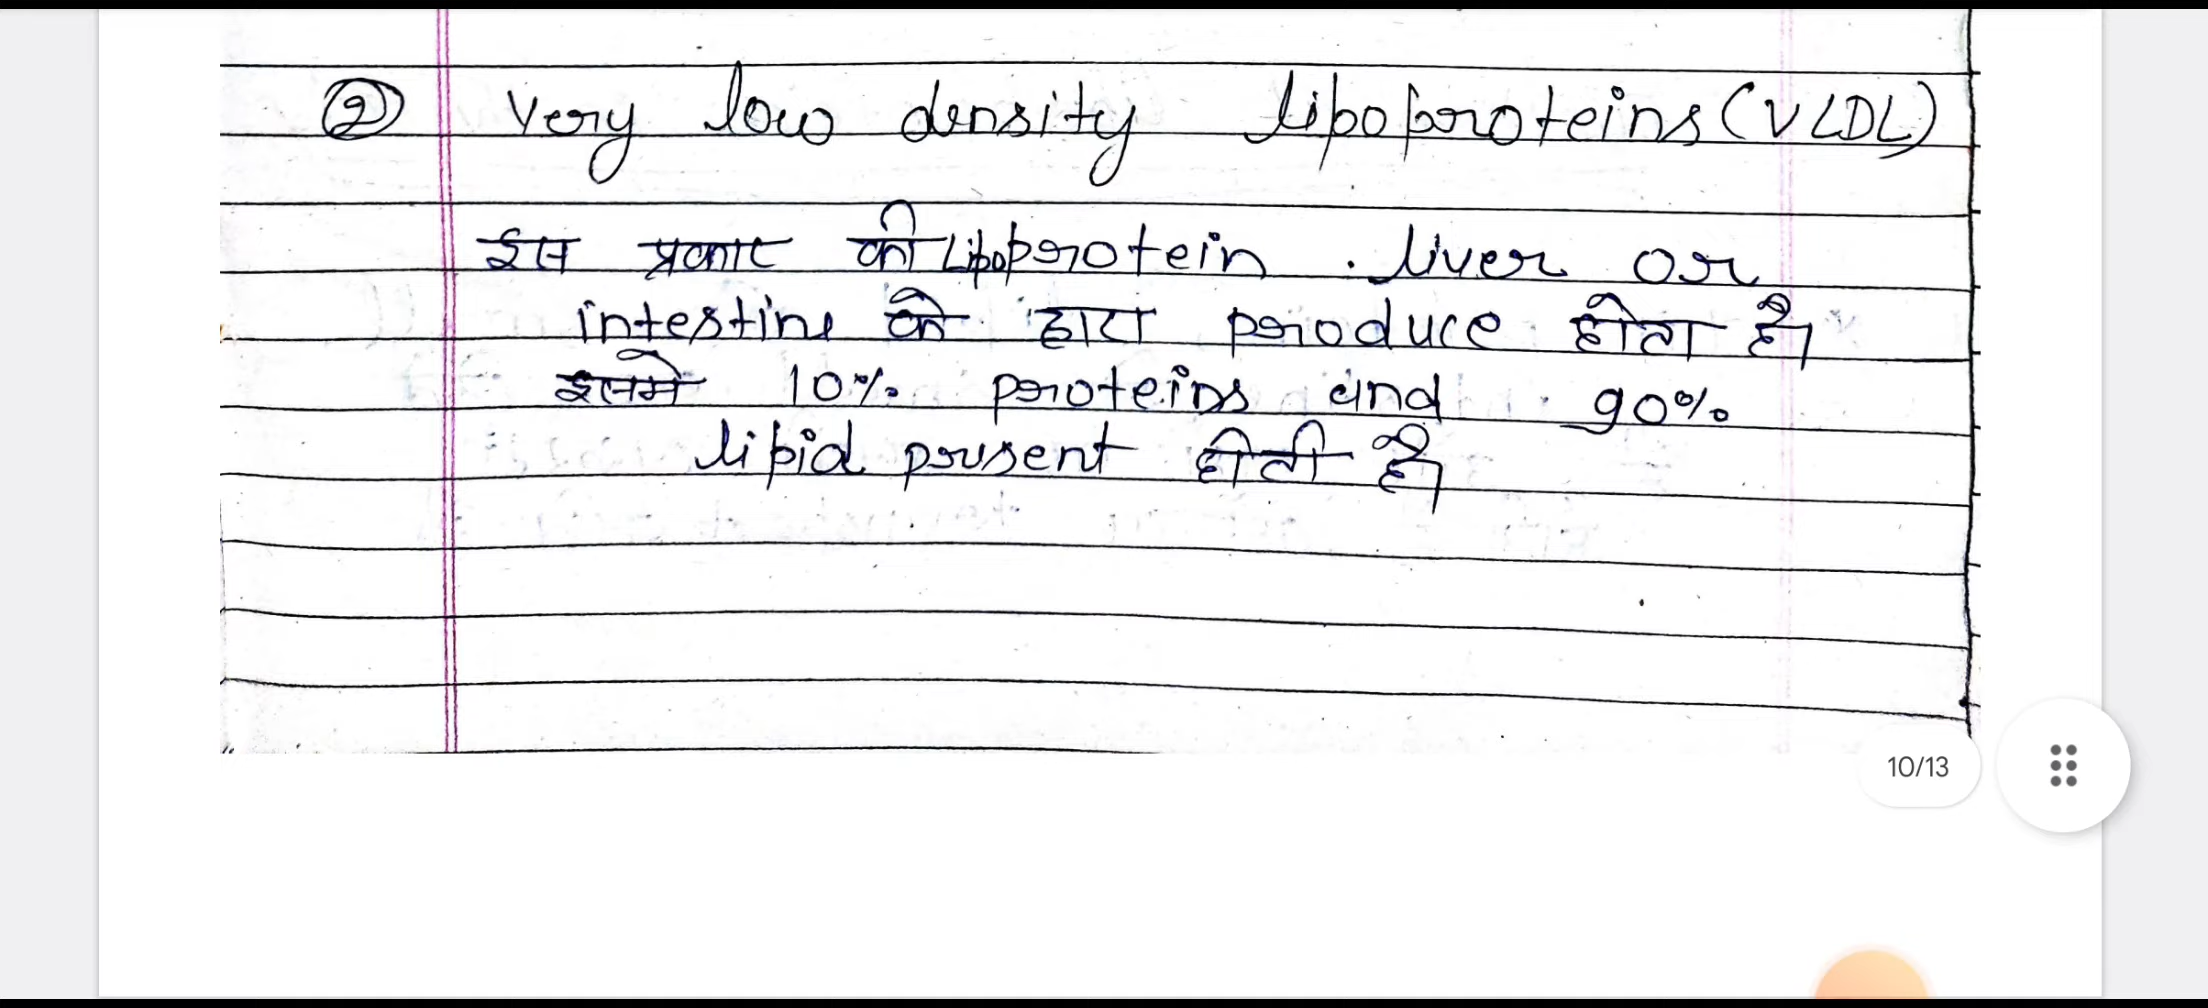 ② Very low density lipoproteins (VLDL)
इस प्रकार की Lipoprotein liver or
intestine के द्वारा produce होता है।
इसमे 10% proteins and 90%
lipid present होती है।
10/13